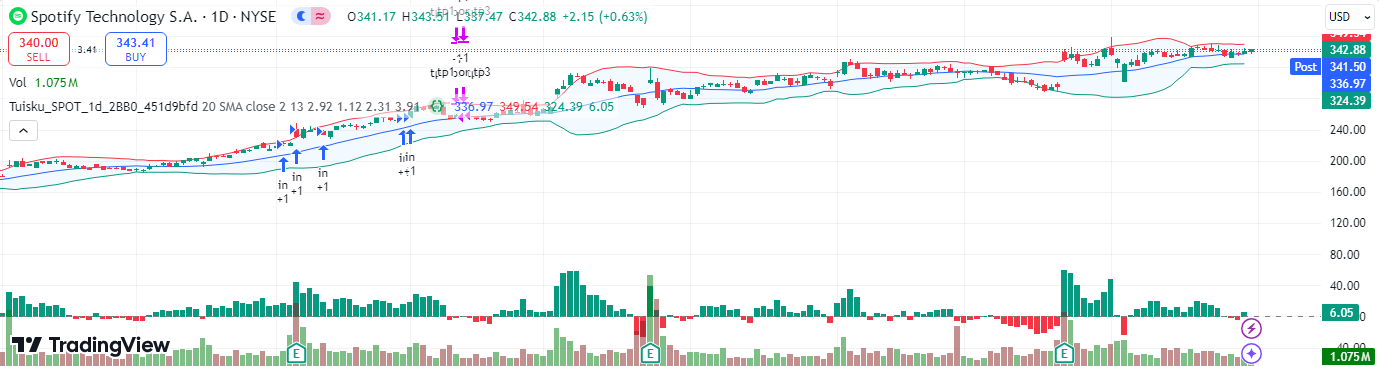 Spotify Technology S.A. · 1D · NYSE O341.17 H343.51 L337.47 C342.88 +2.15 (+0.63%)
USD
340.00 SELL
3.41
343.41 BUY
Vol 1.075M
Tuisku_SPOT_1d_2BB0_451d9bfd 20 SMA close 2 13 2.92 1.12 2.31 3.91 336.97 349.54 324.39 6.05
342.88
Post 341.50
336.97
324.39
240.00
200.00
160.00
120.00
80.00
40.00
6.05
1.075M
in
+1
in
+1
in
+1
E
E
E
TradingView